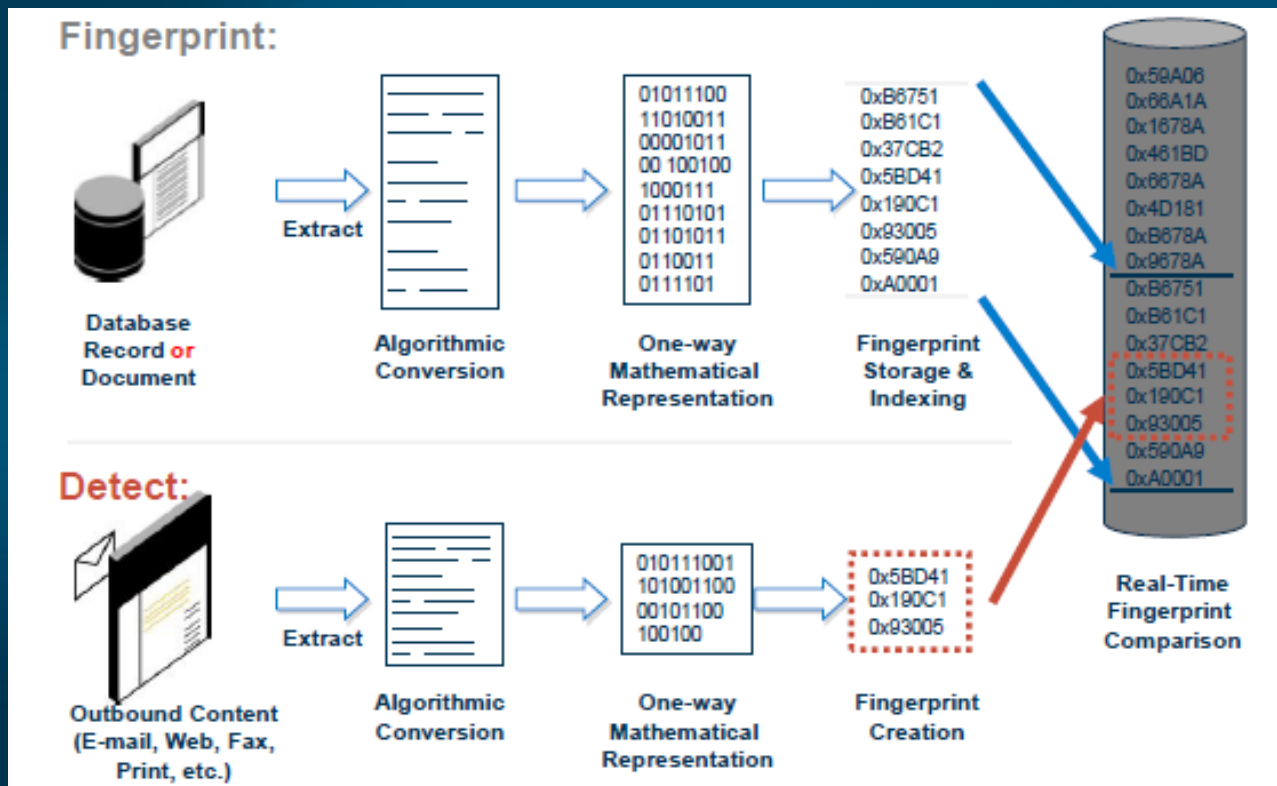 Fingerprint:
Extract
01011100
11010011
00001011
00 100100
1000111
01110101
01101011
0110011
0111101
0xB6751
0xB61C1
0x37CB2
0x5BD41
0x190C1
0x93005
0x590A9
0xA0001
Database
Record or
Document
Algorithmic
Conversion
One-way
Mathematical
Representation
Fingerprint
Storage &
Indexing
0x59A06
0x66A1A
0x1678A
0x461BD
0x6678A
0x4D181
0xB678A
0x9678A
0xB6751
0xB61C1
0x37CB2
0x5BD41
0x190C1
0x93005
0x590A9
0xA0001
Real-Time
Fingerprint
Comparison
Detect:
Extract
010111001
101001100
00101100
100100
0x5BD41
0x190C1
0x93005
Outbound Content
(E-mail, Web, Fax,
Print, etc.)
Algorithmic
Conversion
One-way
Mathematical
Representation
Fingerprint
Creation